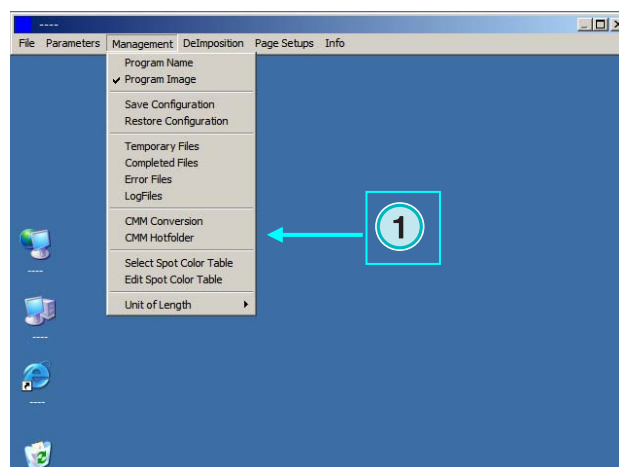 ----
File Parameters Management DeImposition Page Setups Info
Program Name
Program Image
Save Configuration
Restore Configuration
Temporary Files
Completed Files
Error Files
LogFiles
CMM Conversion
CMM Hotfolder
1
Select Spot Color Table
Edit Spot Color Table
Unit of Length
----
----
----